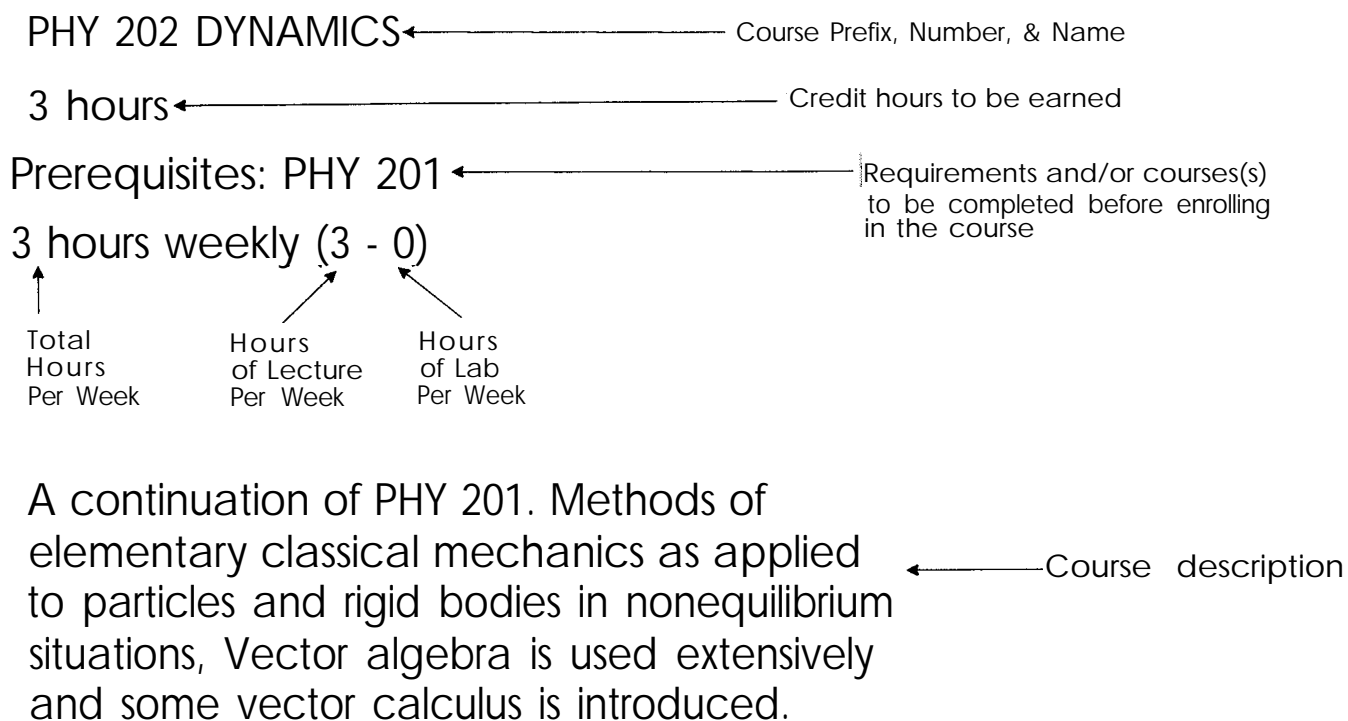 PHY 202 DYNAMICS
Course Prefix, Number, & Name
3 hours
Credit hours to be earned
Prerequisites: PHY 201
Requirements and/or courses(s)
to be completed before enrolling
in the course
3 hours weekly (3 - 0)
Total
Hours
Per Week
Hours
of Lecture
Per Week
Hours
of Lab
Per Week
A continuation of PHY 201. Methods of
elementary classical mechanics as applied
to particles and rigid bodies in nonequilibrium
situations, Vector algebra is used extensively
and some vector calculus is introduced.
Course description